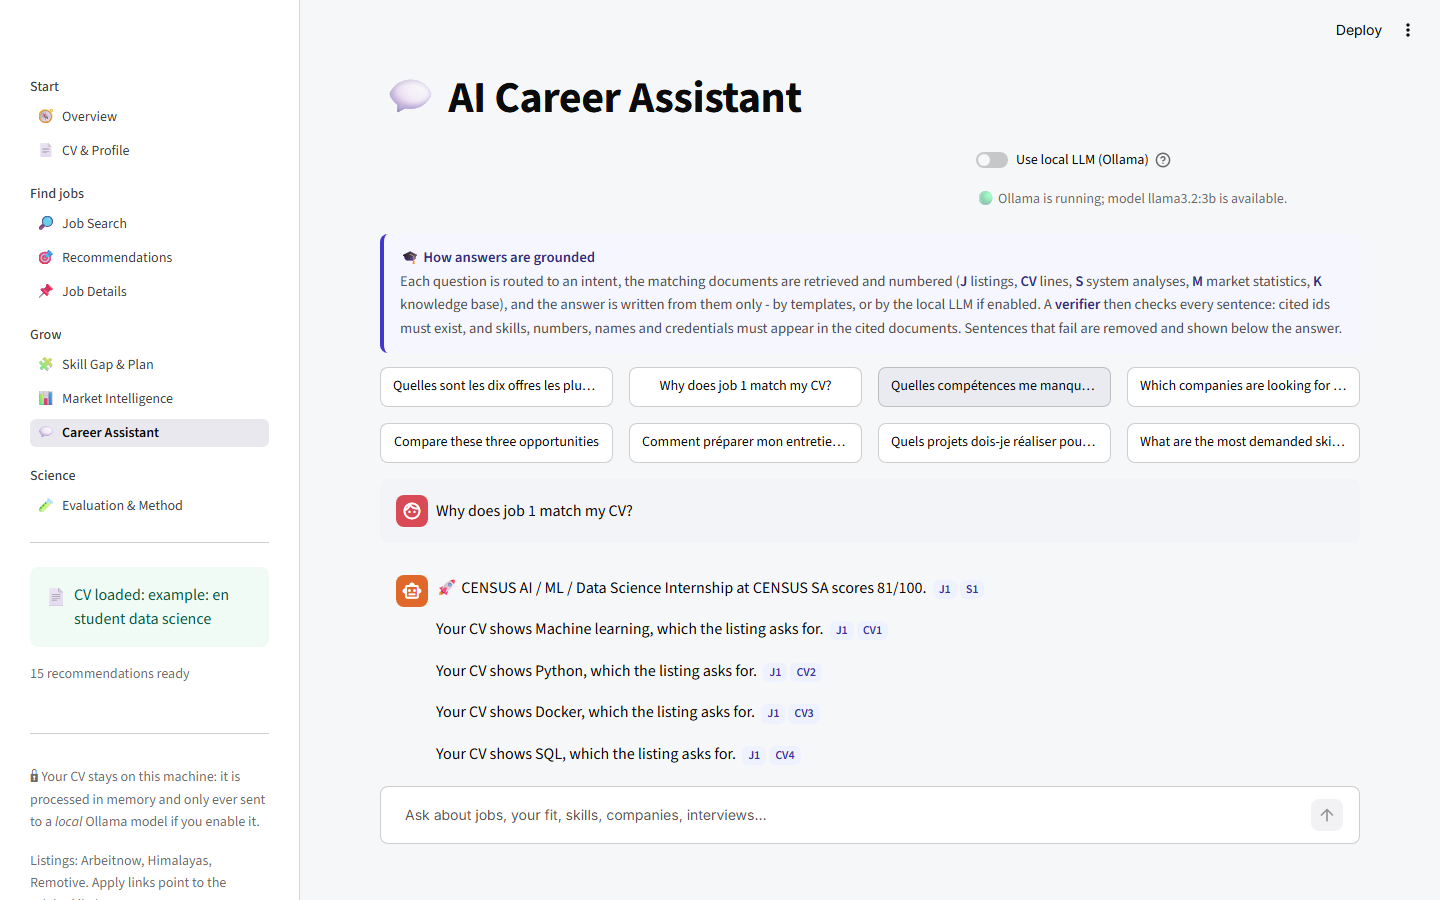 Deploy
Start
Overview
CV & Profile
Find jobs
Job Search
Recommendations
Job Details
Grow
Skill Gap & Plan
Market Intelligence
Career Assistant
Science
Evaluation & Method
CV loaded: example: en
student data science
15 recommendations ready
Your CV stays on this machine: it is
processed in memory and only ever sent
to a local Ollama model if you enable it.
Listings: Arbeitnow, Himalayas,
Remotive. Apply links point to the
AI Career Assistant
Use local LLM (Ollama)
Ollama is running; model llama3.2:3b is available.
How answers are grounded
Each question is routed to an intent, the matching documents are retrieved and numbered (J listings, CV lines, S system analyses, M market statistics, K
knowledge base), and the answer is written from them only - by templates, or by the local LLM if enabled. A verifier then checks every sentence: cited ids
must exist, and skills, numbers, names and credentials must appear in the cited documents. Sentences that fail are removed and shown below the answer.
Quelles sont les dix offres les plu...
Why does job 1 match my CV?
Quelles compétences me manqu...
Which companies are looking for ...
Compare these three opportunities
Comment préparer mon entretie...
Quels projets dois-je réaliser pou...
What are the most demanded ski...
Why does job 1 match my CV?
CENSUS AI / ML / Data Science Internship at CENSUS SA scores 81/100. J1 S1
Your CV shows Machine learning, which the listing asks for. J1 CV1
Your CV shows Python, which the listing asks for. J1 CV2
Your CV shows Docker, which the listing asks for. J1 CV3
Your CV shows SQL, which the listing asks for. J1 CV4
Ask about jobs, your fit, skills, companies, interviews...